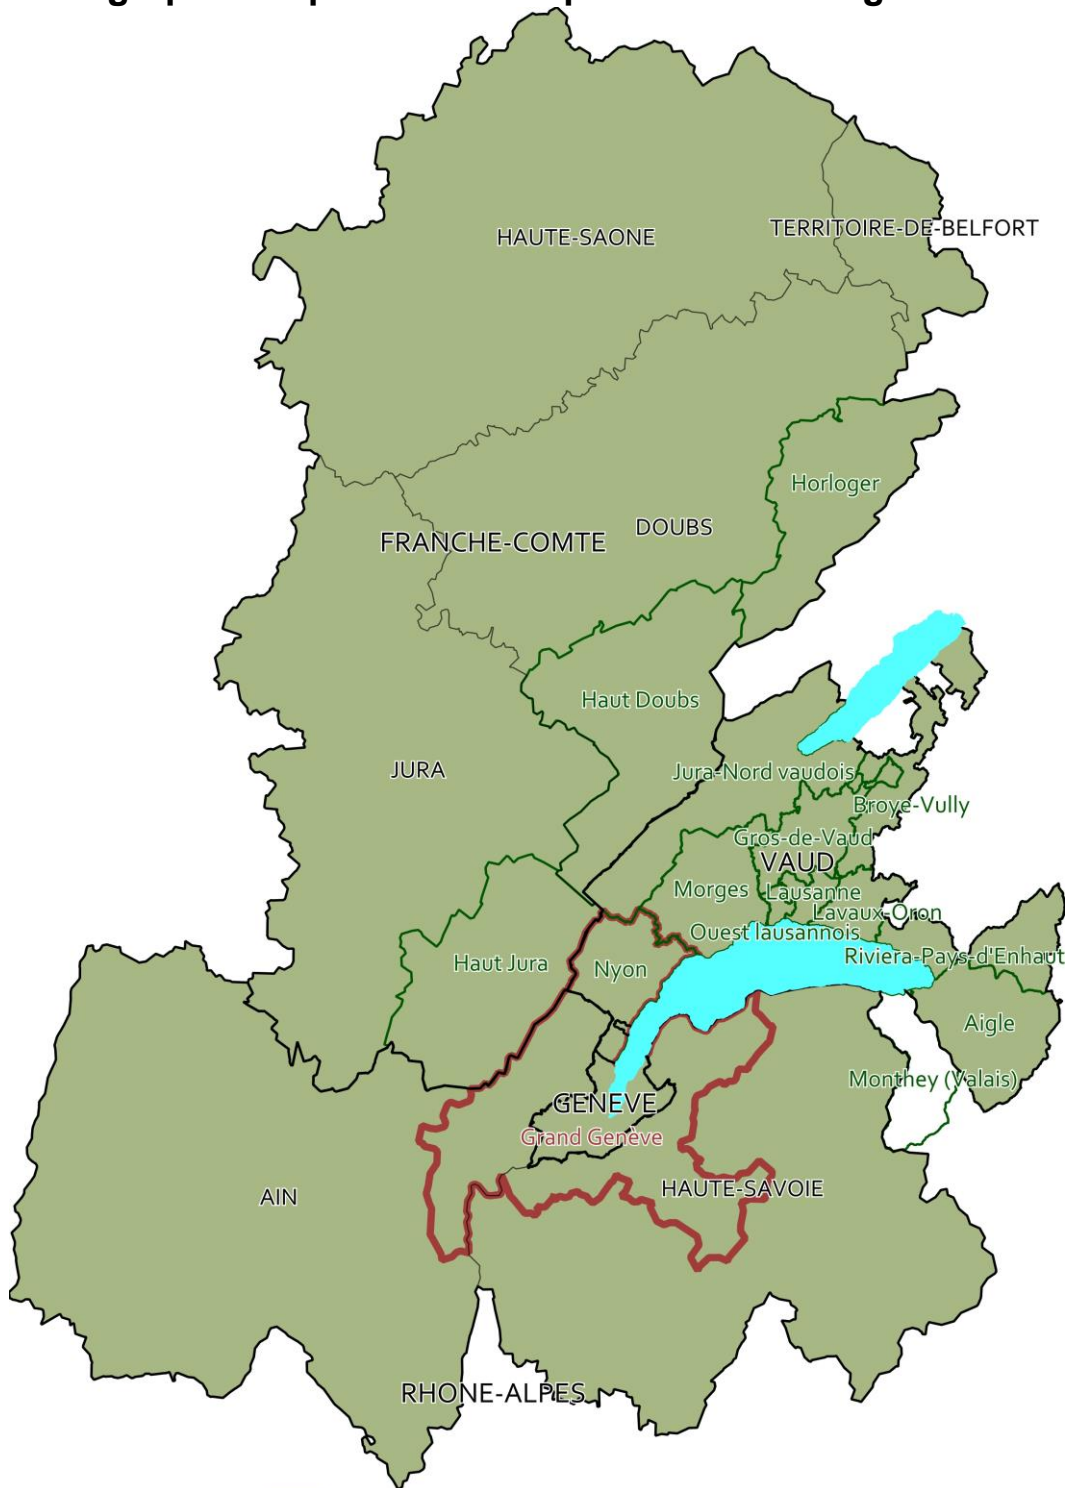 HAUTE-SAONE
TERRITOIRE-DE-BELFORT
Horloger
DOUBS
FRANCHE-COMTE
Haut Doubs
JURA
Jura-Nord vaudois
Broye-Vully
Gros-de-Vaud
VAUD
Morges
Lausanne
Lavaux-Oron
Ouest lausannois
Riviera-Pays-d'Enhaut
Haut Jura
Nyon
Aigle
Monthey (Valais)
GENEVE
Grand Genève
HAUTE-SAVOIE
AIN
RHONE-ALPES